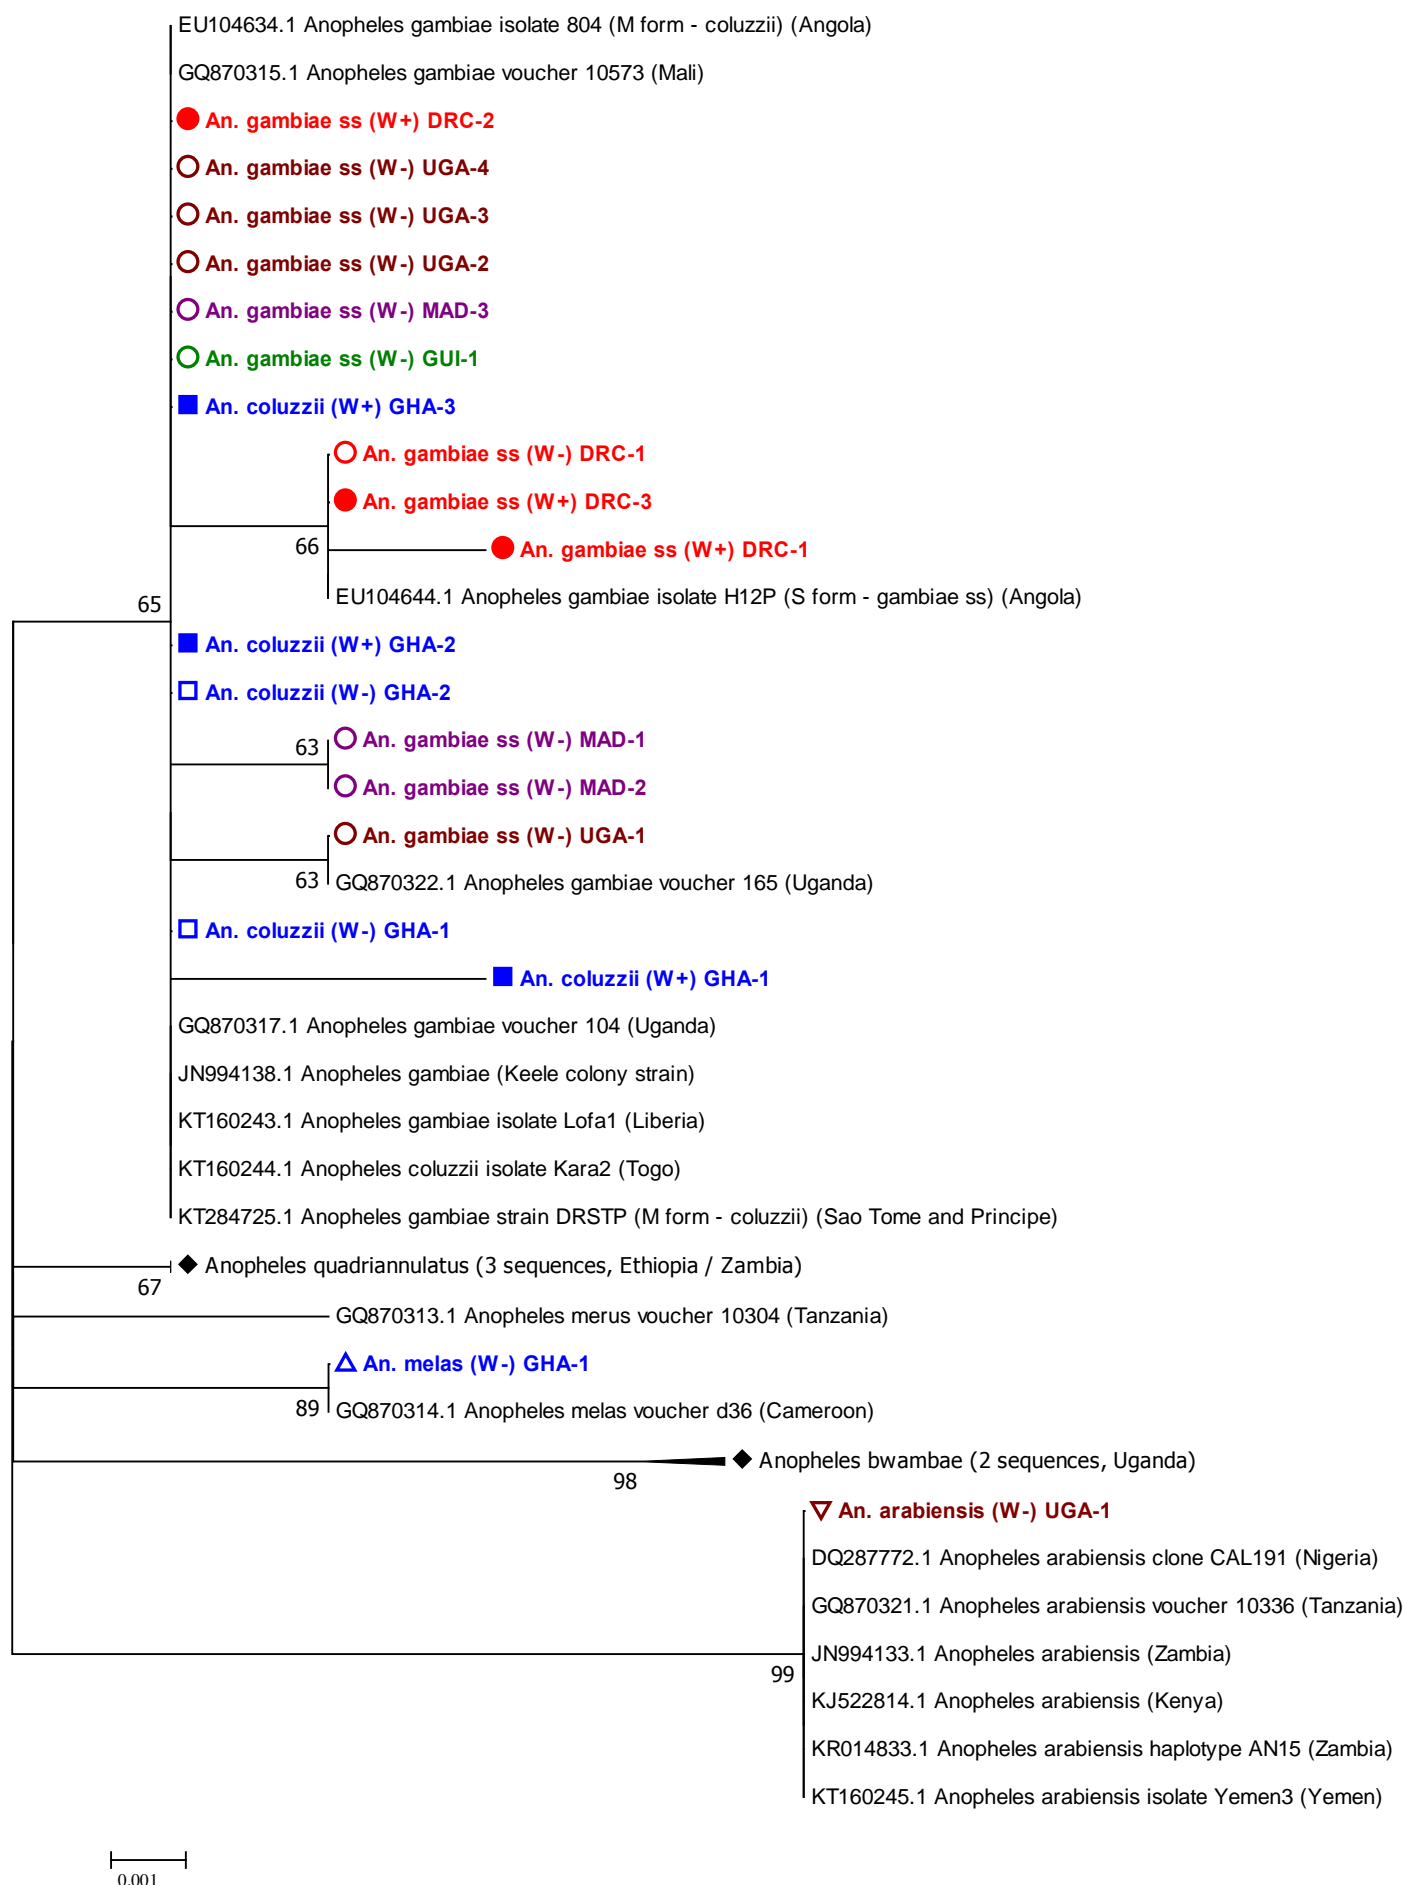 EU104634.1 Anopheles gambiae isolate 804 (M form - coluzzii) (Angola)
GQ870315.1 Anopheles gambiae voucher 10573 (Mali)
An. gambiae ss (W+) DRC-2
An. gambiae ss (W-) UGA-4
An. gambiae ss (W-) UGA-3
An. gambiae ss (W-) UGA-2
An. gambiae ss (W-) MAD-3
An. gambiae ss (W-) GUI-1
An. coluzzii (W+) GHA-3
An. gambiae ss (W-) DRC-1
An. gambiae ss (W+) DRC-3
66 An. gambiae ss (W+) DRC-1
EU104644.1 Anopheles gambiae isolate H12P (S form - gambiae ss) (Angola)
65
An. coluzzii (W+) GHA-2
An. coluzzii (W-) GHA-2
63 An. gambiae ss (W-) MAD-1
An. gambiae ss (W-) MAD-2
An. gambiae ss (W-) UGA-1
63 GQ870322.1 Anopheles gambiae voucher 165 (Uganda)
An. coluzzii (W-) GHA-1
An. coluzzii (W+) GHA-1
GQ870317.1 Anopheles gambiae voucher 104 (Uganda)
JN994138.1 Anopheles gambiae (Keele colony strain)
KT160243.1 Anopheles gambiae isolate Lofa1 (Liberia)
KT160244.1 Anopheles coluzzii isolate Kara2 (Togo)
KT284725.1 Anopheles gambiae strain DRSTP (M form - coluzzii) (Sao Tome and Principe)
Anopheles quadriannulatus (3 sequences, Ethiopia / Zambia)
67
GQ870313.1 Anopheles merus voucher 10304 (Tanzania)
An. melas (W-) GHA-1
89 GQ870314.1 Anopheles melas voucher d36 (Cameroon)
Anopheles bwambae (2 sequences, Uganda)
98
An. arabiensis (W-) UGA-1
DQ287772.1 Anopheles arabiensis clone CAL191 (Nigeria)
GQ870321.1 Anopheles arabiensis voucher 10336 (Tanzania)
JN994133.1 Anopheles arabiensis (Zambia)
99
KJ522814.1 Anopheles arabiensis (Kenya)
KR014833.1 Anopheles arabiensis haplotype AN15 (Zambia)
KT160245.1 Anopheles arabiensis isolate Yemen3 (Yemen)
0.001